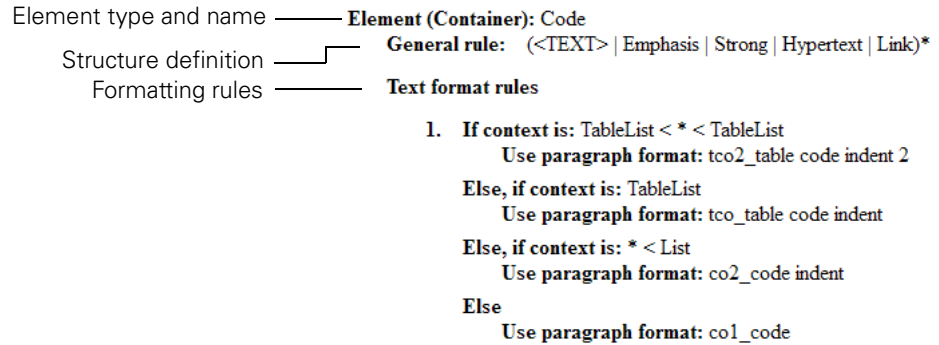 Element type and name Element (Container): Code
Structure definition General rule: (<TEXT> | Emphasis | Strong | Hypertext | Link)*
Formatting rules Text format rules
1. If context is: TableList < * < TableList
Use paragraph format: tco2_table code indent 2
Else, if context is: TableList
Use paragraph format: tco_table code indent
Else, if context is: * < List
Use paragraph format: co2_code indent
Else
Use paragraph format: co1_code